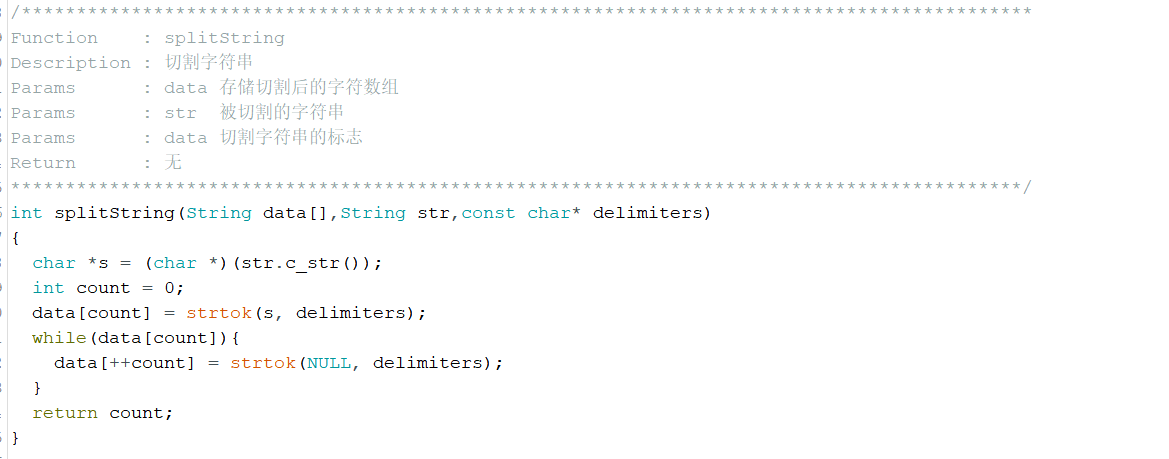 /********************************************************************************************
Function    : splitString
Description : 切割字符串
Params      : data 存储切割后的字符数组
Params      : str  被切割的字符串
Params      : data 切割字符串的标志
Return      : 无
********************************************************************************************/
int splitString(String data[],String str,const char* delimiters)
{
  char *s = (char *)(str.c_str());
  int count = 0;
  data[count] = strtok(s, delimiters);
  while(data[count]){
    data[++count] = strtok(NULL, delimiters);
  }
  return count;
}